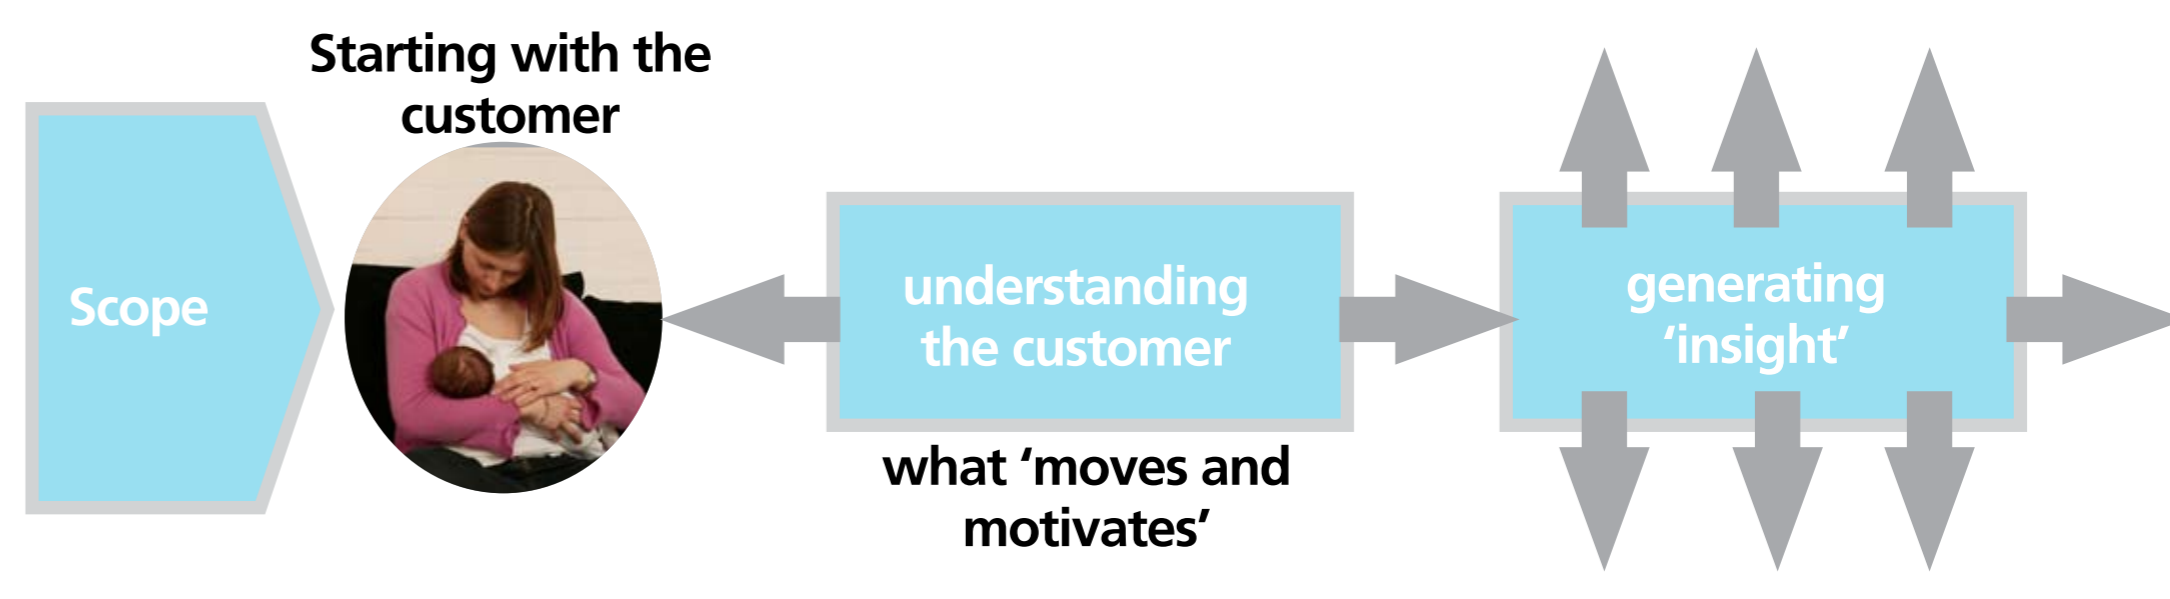 Starting with the
customer
Scope
understanding
the customer
what ‘moves and
motivates’
generating
‘insight’